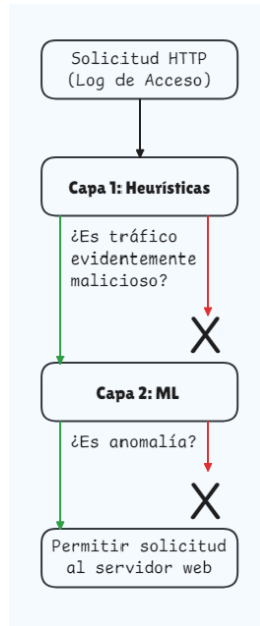 Solicitud HTTP
(Log de Acceso)
Capa 1: Heurísticas
¿Es tráfico
evidentemente
malicioso?
X
Capa 2: ML
¿Es anomalía?
X
Permitir solicitud
al servidor web